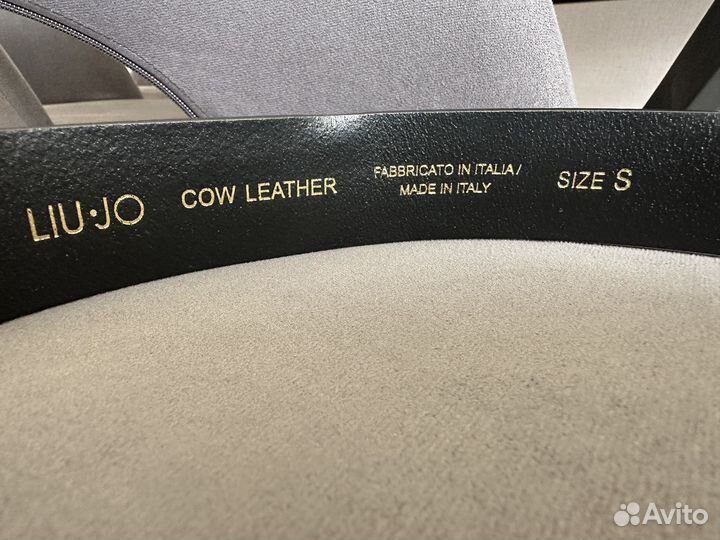 LIU·JO
COW LEATHER
FABBRICATO IN ITALIA/
MADE IN ITALY
SIZE S
Avito